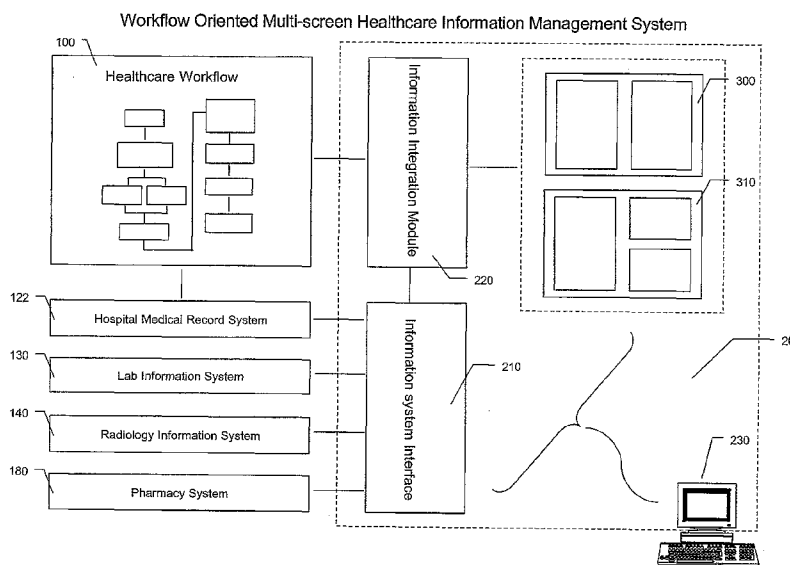 Workflow Oriented Multi-screen Healthcare Information Management System
100
Healthcare Workflow
Information Integration Module
220
300
310
122
Hospital Medical Record System
130
Lab Information System
140
Radiology Information System
180
Pharmacy System
Information system Interface
210
230